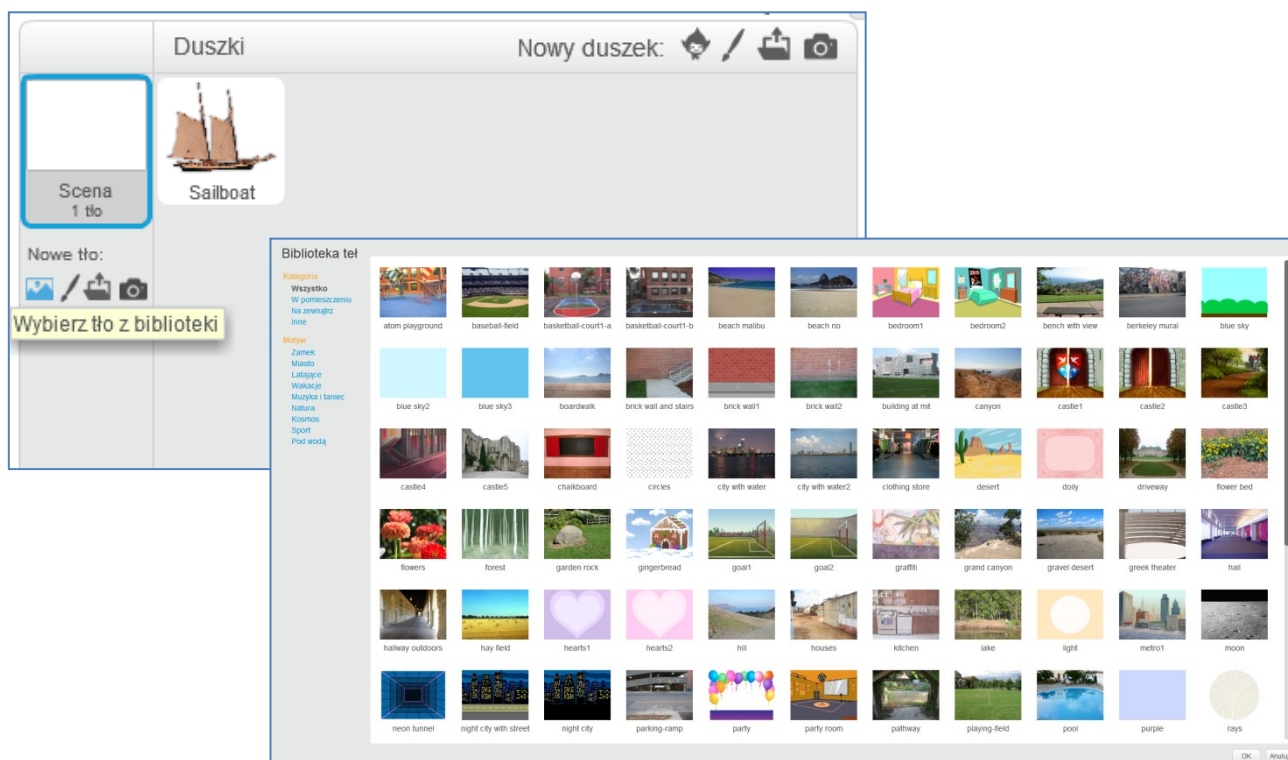 Duszki
Nowy duszek:
Scena
1 tło
Sailboat
Nowe tło:
Wybierz tło z biblioteki
Biblioteka teł
Kategoria
Wszystko
W pomieszczeniu
Na zewnątrz
Inne
Motyw
Zamek
Miasto
Latające
Wakacje
Muzyka i taniec
Natura
Kosmos
Sport
Pod wodą
atom playground baseball-field basketball-court1-a basketball-court1-b beach malibu beach rio bedroom1 bedroom2 bench with view berkeley mural blue sky
blue sky2 blue sky3 boardwalk brick wall and stairs brick wall1 brick wall2 building at mit canyon castle1 castle2 castle3
castle4 castle5 chalkboard circles city with water city with water2 clothing store desert doily driveway flower bed
flowers forest garden rock gingerbread goal1 goal2 graffiti grand canyon gravel desert greek theater hall
hallway outdoors hay field hearts1 hearts2 hill houses kitchen lake light metro1 moon
neon tunnel night city with street night city parking-ramp party party room pathway playing-field pool purple rays
OK Anuluj